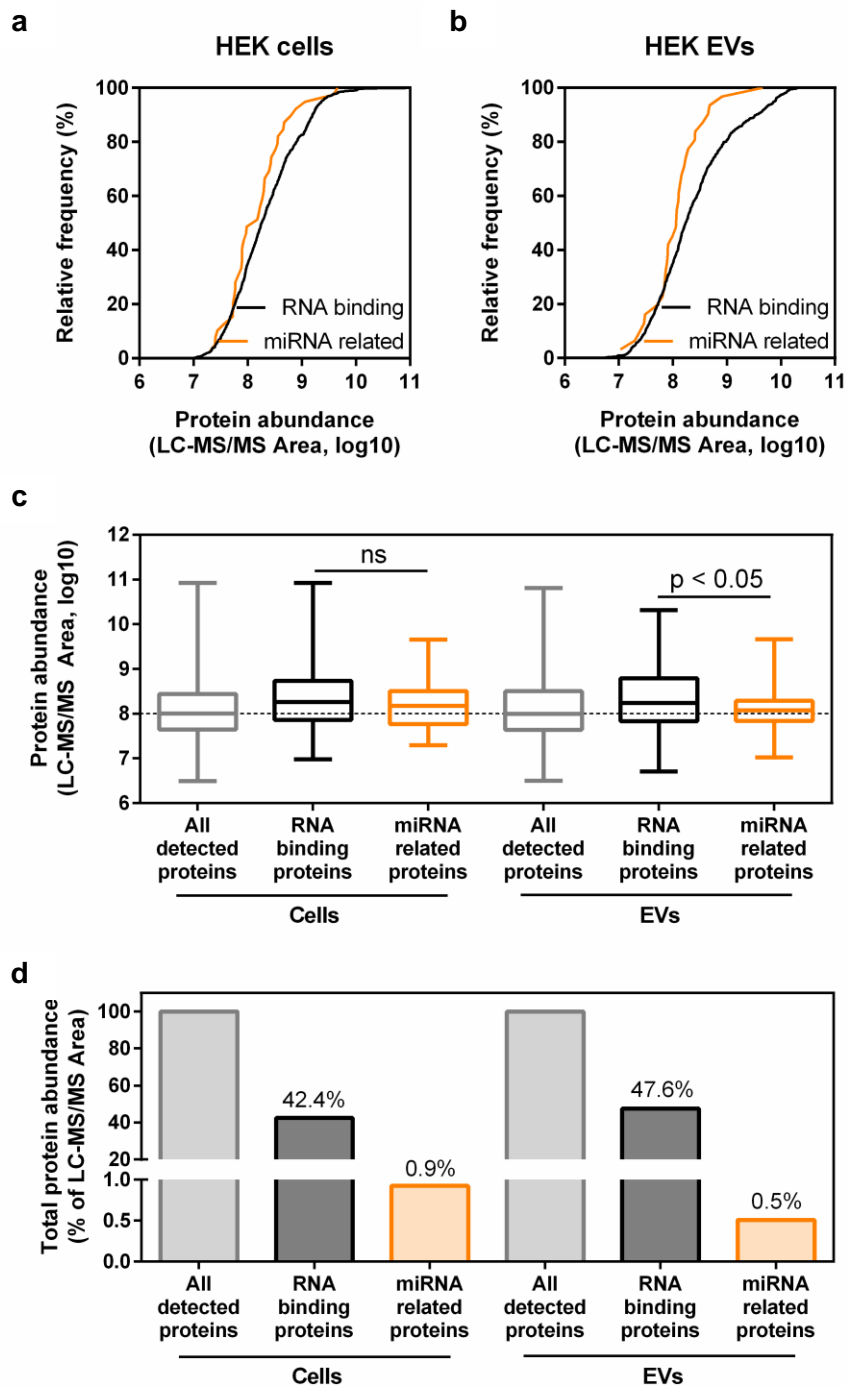 a
HEK cells
Relative frequency (%)
100
80
60
40
20
0
RNA binding
miRNA related
6 7 8 9 10 11
Protein abundance
(LC-MS/MS Area, log10)
b
HEK EVs
Relative frequency (%)
100
80
60
40
20
0
RNA binding
miRNA related
6 7 8 9 10 11
Protein abundance
(LC-MS/MS Area, log10)
c
Protein abundance
(LC-MS/MS Area, log10)
12
11
10
9
8
7
6
ns
p < 0.05
All
detected
proteins
RNA
binding
proteins
miRNA
related
proteins
All
detected
proteins
RNA
binding
proteins
miRNA
related
proteins
Cells
EVs
d
Total protein abundance
(% of LC-MS/MS Area)
100
80
60
40
20
1.0
0.5
0.0
42.4%
0.9%
47.6%
0.5%
All
detected
proteins
RNA
binding
proteins
miRNA
related
proteins
All
detected
proteins
RNA
binding
proteins
miRNA
related
proteins
Cells
EVs